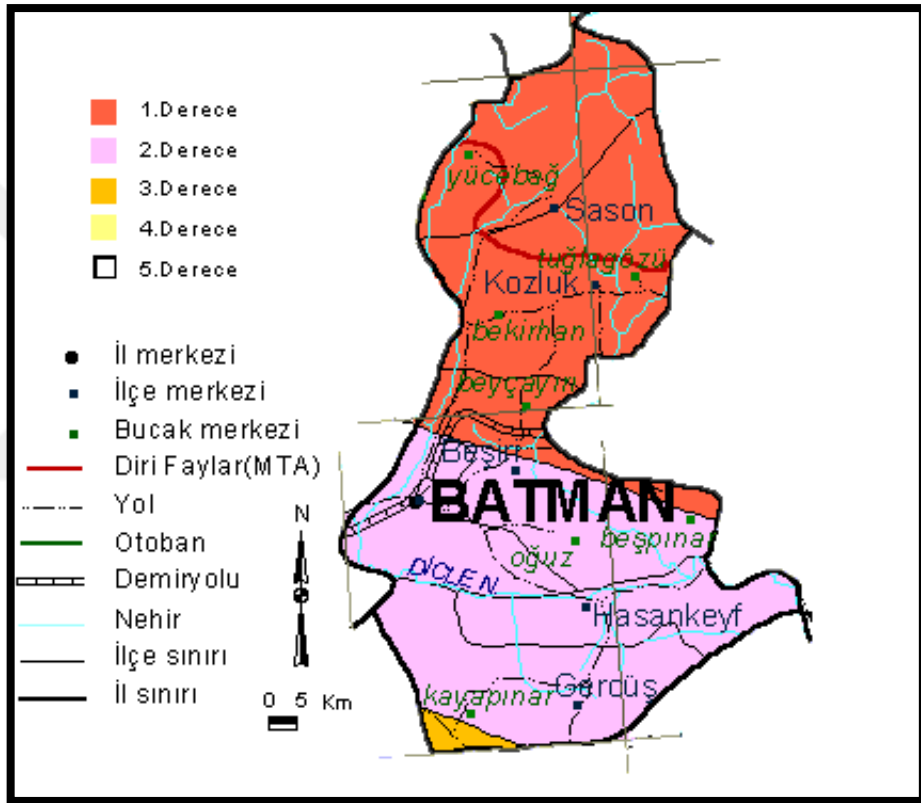 1.Derece
2.Derece
3.Derece
4.Derece
5.Derece
İl merkezi
İlçe merkezi
Bucak merkezi
Diri Faylar(MTA)
Yol
Otoban
Demiryolu
Nehir
İlçe sınırı
İl sınırı
N
0 5 Km
yücebağ
Sason
tuğlagözü
Kozluk
bekirhan
beyçayırı
Beşiri
BATMAN
beşpınar
oğuz
DİCLE N.
Hasankeyf
Gercüş
kayapınar